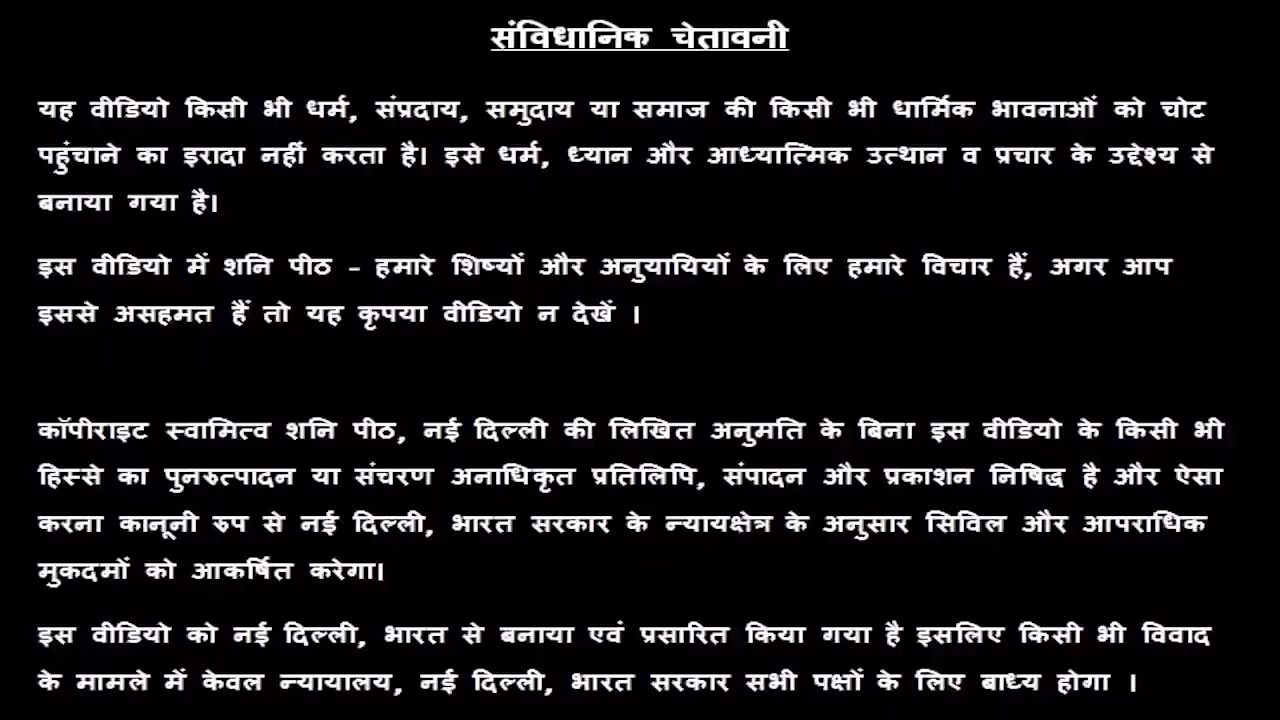 संविधानिक चेतावनी
यह वीडियो किसी भी धर्म, संप्रदाय, समुदाय या समाज की किसी भी धार्मिक भावनाओं को चोट
पहुंचाने का इरादा नहीं करता है। इसे धर्म, ध्यान और आध्यात्मिक उत्थान व प्रचार के उद्देश्य से
बनाया गया है।
इस वीडियो में शनि पीठ – हमारे शिष्यों और अनुयायियों के लिए हमारे विचार हैं, अगर आप
इससे असहमत हैं तो यह कृपया वीडियो न देखें ।
कॉपीराइट स्वामित्व शनि पीठ, नई दिल्ली की लिखित अनुमति के बिना इस वीडियो के किसी भी
हिस्से का पुनरुत्पादन या संचरण अनाधिकृत प्रतिलिपि, संपादन और प्रकाशन निषिद्ध है और ऐसा
करना कानूनी रुप से नई दिल्ली, भारत सरकार के न्यायक्षेत्र के अनुसार सिविल और आपराधिक
मुकदमों को आकर्षित करेगा।
इस वीडियो को नई दिल्ली, भारत से बनाया एवं प्रसारित किया गया है इसलिए किसी भी विवाद
के मामले में केवल न्यायालय, नई दिल्ली, भारत सरकार सभी पक्षों के लिए बाध्य होगा ।